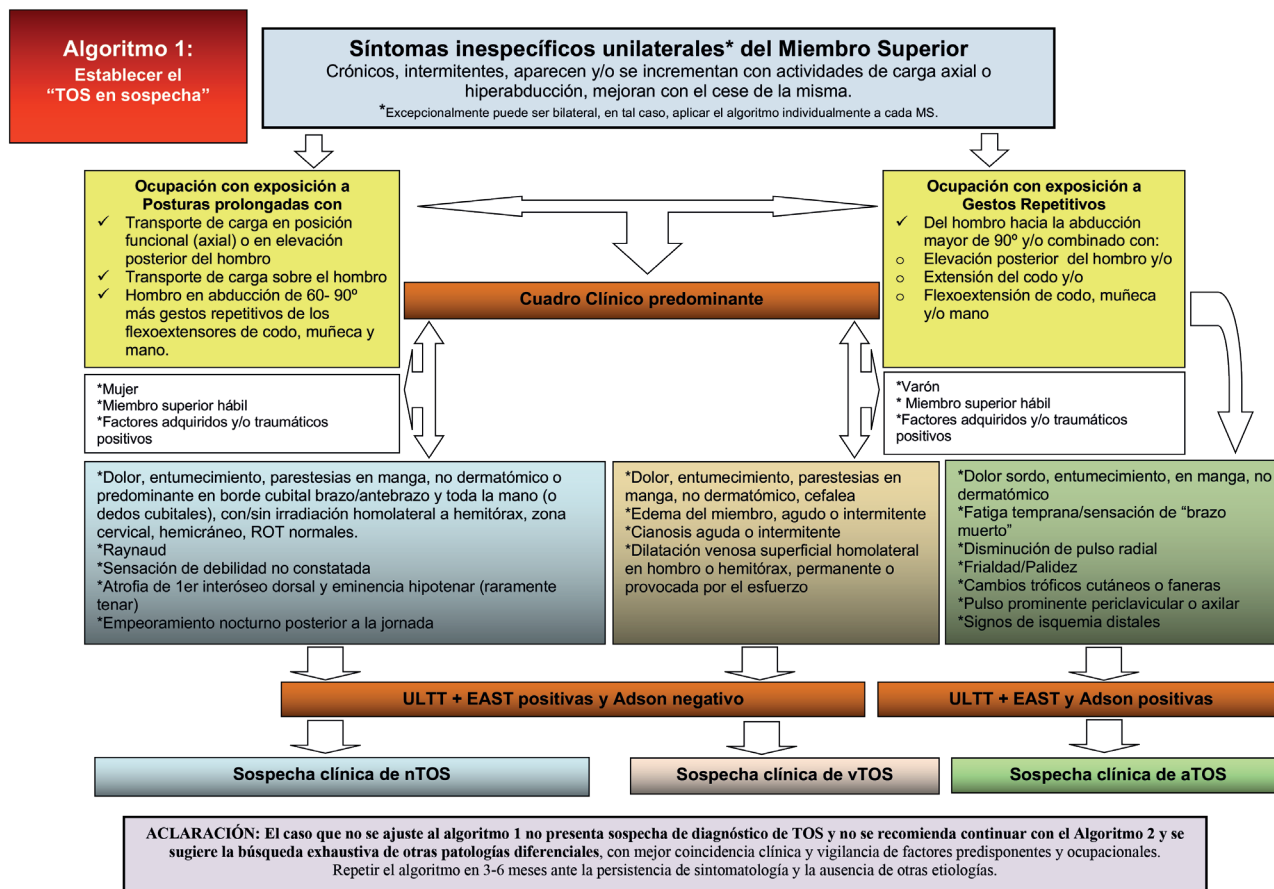 Algoritmo 1:
Establecer el
“TOS en sospecha”
Síntomas inespecíficos unilaterales* del Miembro Superior
Crónicos, intermitentes, aparecen y/o se incrementan con actividades de carga axial o
hiperabducción, mejoran con el cese de la misma.
*Excepcionalmente puede ser bilateral, en tal caso, aplicar el algoritmo individualmente a cada MS.
Ocupación con exposición a
Posturas prolongadas con
✓ Transporte de carga en posición
funcional (axial) o en elevación
posterior del hombro
✓ Transporte de carga sobre el hombro
✓ Hombro en abducción de 60- 90º
más gestos repetitivos de los
flexoextensores de codo, muñeca y
mano.
Ocupación con exposición a
Gestos Repetitivos
✓ Del hombro hacia la abducción
mayor de 90º y/o combinado con:
o Elevación posterior del hombro y/o
o Extensión del codo y/o
o Flexoextensión de codo, muñeca
y/o mano
Cuadro Clínico predominante
*Mujer
*Miembro superior hábil
*Factores adquiridos y/o traumáticos
positivos
*Varón
* Miembro superior hábil
*Factores adquiridos y/o traumáticos
positivos
*Dolor, entumecimiento, parestesias en manga, no dermatómico o
predominante en borde cubital brazo/antebrazo y toda la mano (o
dedos cubitales), con/sin irradiación homolateral a hemitórax, zona
cervical, hemicráneo, ROT normales.
*Raynaud
*Sensación de debilidad no constatada
*Atrofia de 1er interóseo dorsal y eminencia hipotenar (raramente
tenar)
*Empeoramiento nocturno posterior a la jornada
*Dolor, entumecimiento, parestesias en
manga, no dermatómico, cefalea
*Edema del miembro, agudo o intermitente
*Cianosis aguda o intermitente
*Dilatación venosa superficial homolateral
en hombro o hemitórax, permanente o
provocada por el esfuerzo
*Dolor sordo, entumecimiento, en manga, no
dermatómico
*Fatiga temprana/sensación de “brazo
muerto”
*Disminución de pulso radial
*Frialdad/Palidez
*Cambios tróficos cutáneos o faneras
*Pulso prominente periclavicular o axilar
*Signos de isquemia distales
ULTT + EAST positivas y Adson negativo
ULTT + EAST y Adson positivas
Sospecha clínica de nTOS
Sospecha clínica de vTOS
Sospecha clínica de aTOS
ACLARACIÓN: El caso que no se ajuste al algoritmo 1 no presenta sospecha de diagnóstico de TOS y no se recomienda continuar con el Algoritmo 2 y se
sugiere la búsqueda exhaustiva de otras patologías diferenciales, con mejor coincidencia clínica y vigilancia de factores predisponentes y ocupacionales.
Repetir el algoritmo en 3-6 meses ante la persistencia de sintomatología y la ausencia de otras etiologías.